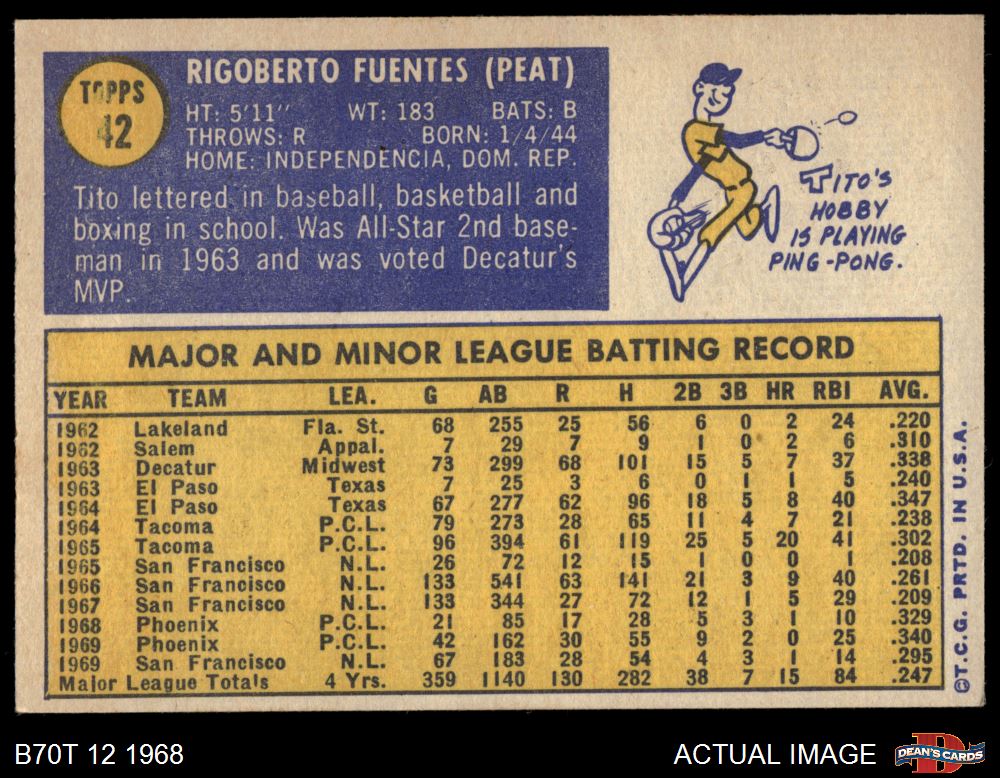 TOPPS
42
RIGOBERTO FUENTES (PEAT)
HT: 5'11'' WT: 183 BATS: B
THROWS: R BORN: 1/4/44
HOME: INDEPENDENCIA, DOM. REP.
Tito lettered in baseball, basketball and
boxing in school. Was All-Star 2nd base-
man in 1963 and was voted Decatur's
MVP.
TITO'S
HOBBY
IS PLAYING
PING-PONG.
MAJOR AND MINOR LEAGUE BATTING RECORD
YEAR TEAM LEA. G AB R H 2B 3B HR RBI AVG.
1962 Lakeland Fla. St. 68 255 25 56 6 0 2 24 .220
1962 Salem Appal. 7 29 7 9 1 0 2 6 .310
1963 Decatur Midwest 73 299 68 101 15 5 7 37 .338
1963 El Paso Texas 7 25 3 6 0 1 1 5 .240
1964 El Paso Texas 67 277 62 96 18 5 8 40 .347
1964 Tacoma P.C.L. 79 273 28 65 11 4 7 21 .238
1965 Tacoma P.C.L. 96 394 61 119 25 5 20 41 .302
1965 San Francisco N.L. 26 72 12 15 1 0 0 1 .208
1966 San Francisco N.L. 133 541 63 141 21 3 9 40 .261
1967 San Francisco N.L. 133 344 27 72 12 1 5 29 .209
1968 Phoenix P.C.L. 21 85 17 28 5 3 1 10 .329
1969 Phoenix P.C.L. 42 162 30 55 9 2 0 25 .340
1969 San Francisco N.L. 67 183 28 54 4 3 1 14 .295
Major League Totals 4 Yrs. 359 1140 130 282 38 7 15 84 .247
©T.C.G. PRTD. IN U.S.A.
B70T 12 1968
ACTUAL IMAGE
DEAN'S CARDS